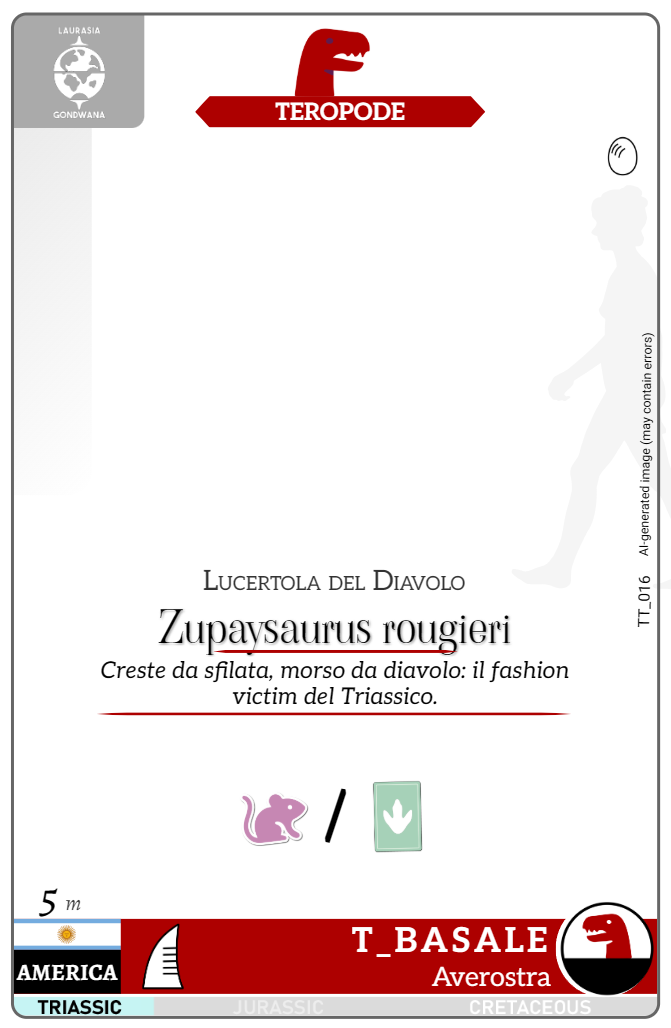 LAURASIA
GONDWANA
TEROPODE
AI-generated image (may contain errors)
TT_016
Lucertola del Diavolo
Zupaysaurus rougieri
Creste da sfilata, morso da diavolo: il fashion
victim del Triassico.
/
5 m
T_BASALE
AMERICA
Averostra
TRIASSIC
JURASSIC
CRETACEOUS